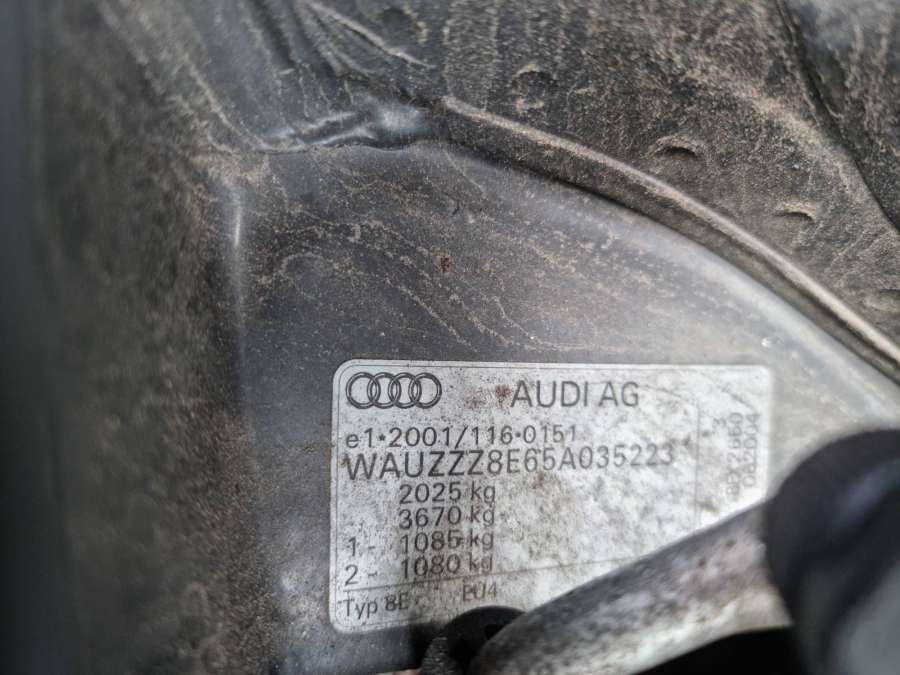 AUDI AG
e1*2001/116*0151
WAUZZZ8E65A035223
2025 kg
3670 kg
1 - 1085 kg
2 - 1080 kg
Typ 8E EU4